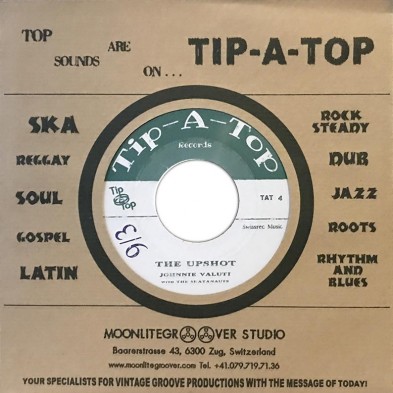 TOP
SOUNDS ARE
ON...
TIP-A-TOP
SKA
REGGAY
SOUL
GOSPEL
LATIN
ROCK
STEADY
DUB
JAZZ
ROOTS
RHYTHM
AND
BLUES
Tip-A-Top
Records
Tip
Top
TAT 4
Swisarec Music
9/3
THE UPSHOT
JOHNNIE VALUTI
WITH THE SKATANAUTS
MOONLITEGROOVER STUDIO
Baarerstrasse 43, 6300 Zug, Switzerland
www.moonlitegroover.com Tel. +41.079.719.71.36
YOUR SPECIALISTS FOR VINTAGE GROOVE PRODUCTIONS WITH THE MESSAGE OF TODAY!